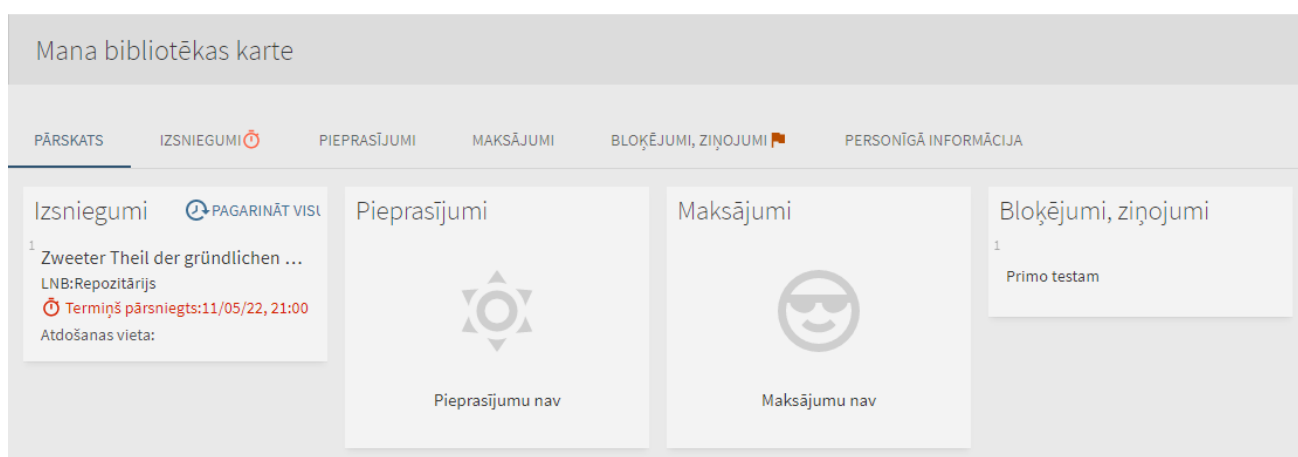 Mana bibliotēkas karte
PĀRSKATS
IZSNIEGUMI
PIEPRASĪJUMI
MAKSĀJUMI
BLOĶĒJUMI, ZIŅOJUMI
PERSONĪGĀ INFORMĀCIJA
Izsniegumi
PAGARINĀT VISU
1
Zweeter Theil der gründlichen ...
LNB:Repozitārijs
Termiņš pārsniegts:11/05/22, 21:00
Atdošanas vieta:
Pieprasījumi
Pieprasījumu nav
Maksājumi
Maksājumu nav
Bloķējumi, ziņojumi
1
Primo testam